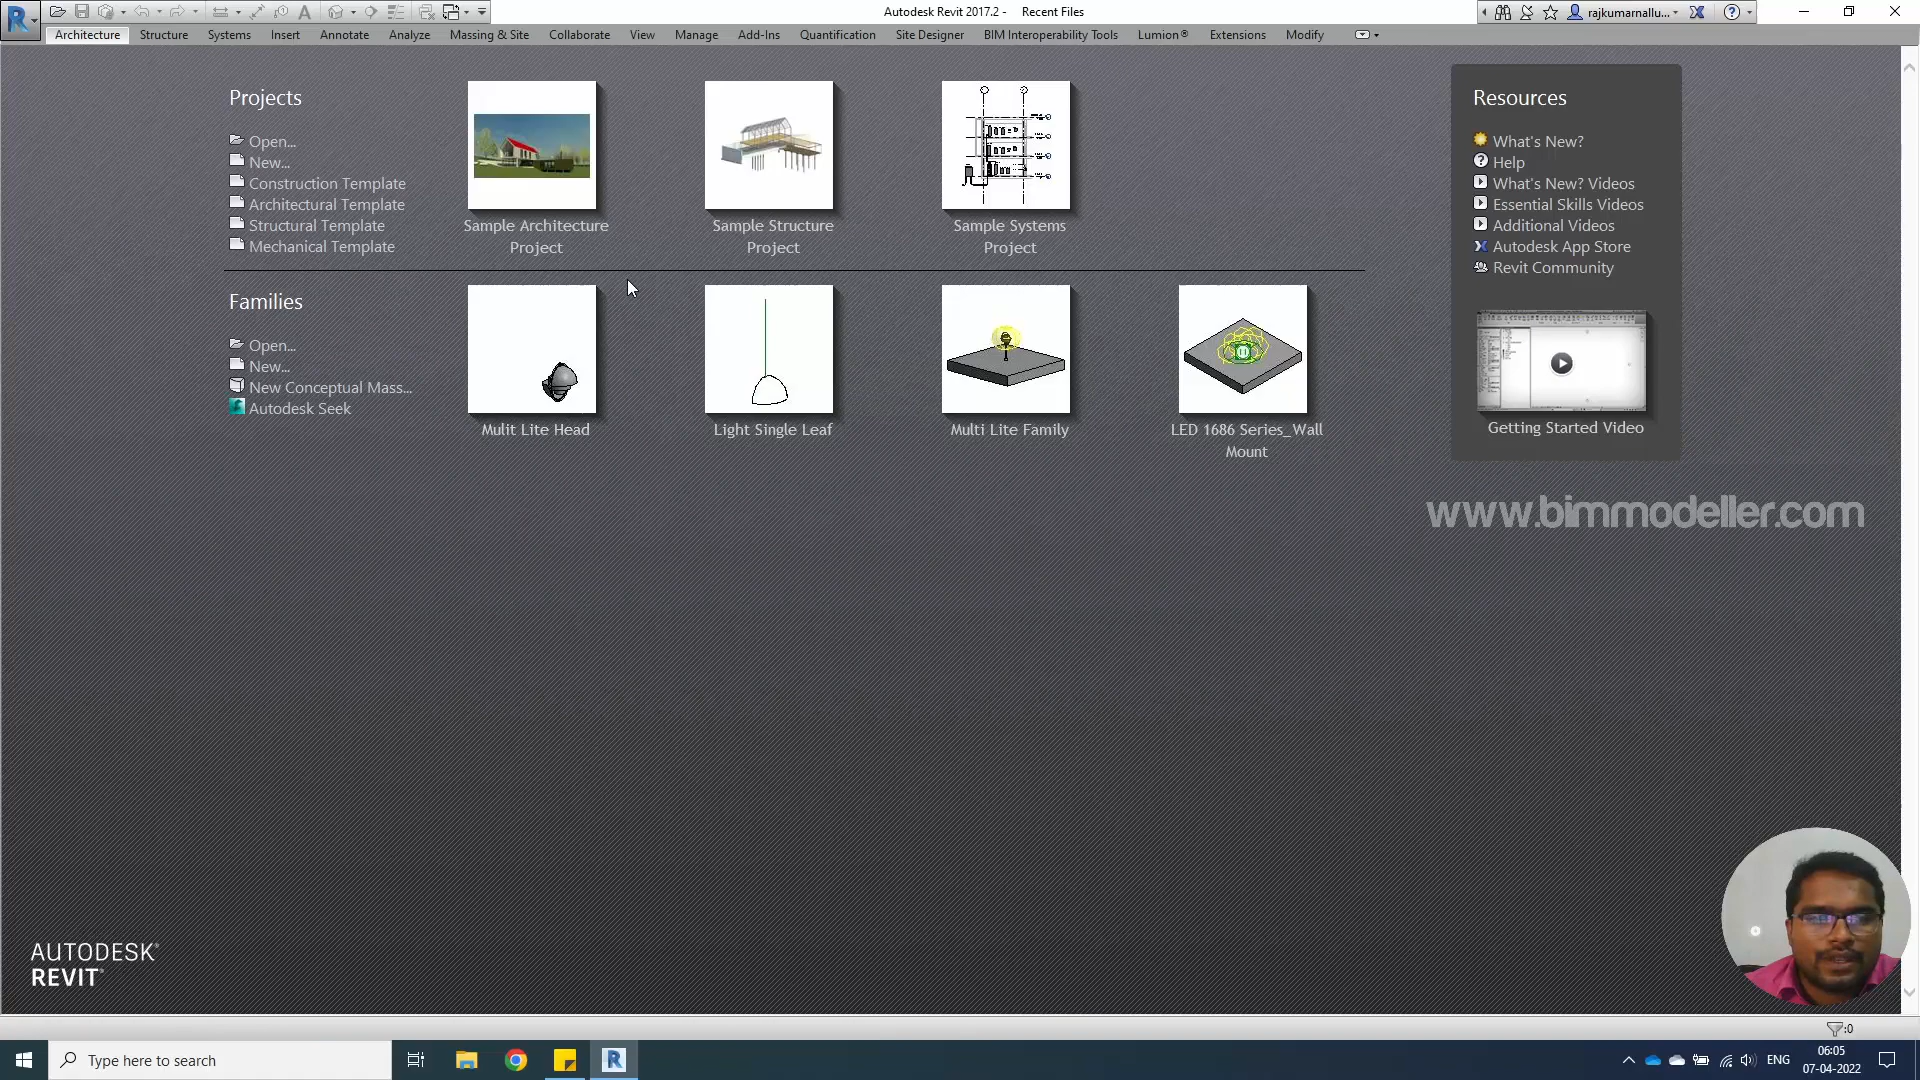 Autodesk Revit 2017.2 - Recent Files
rajkumarnallu...
Architecture Structure Systems Insert Annotate Analyze Massing & Site Collaborate View Manage Add-Ins Quantification Site Designer BIM Interoperability Tools Lumion® Extensions Modify
Projects
Open...
New...
Construction Template
Architectural Template
Structural Template
Mechanical Template
Sample Architecture
Project
Sample Structure
Project
Sample Systems
Project
Families
Open...
New...
New Conceptual Mass...
Autodesk Seek
Mulit Lite Head
Light Single Leaf
Multi Lite Family
LED 1686 Series_Wall
Mount
Resources
What's New?
Help
What's New? Videos
Essential Skills Videos
Additional Videos
Autodesk App Store
Revit Community
Getting Started Video
www.bimmodeller.com
AUTODESK®
REVIT®
:0
Type here to search
ENG
06:05
07-04-2022